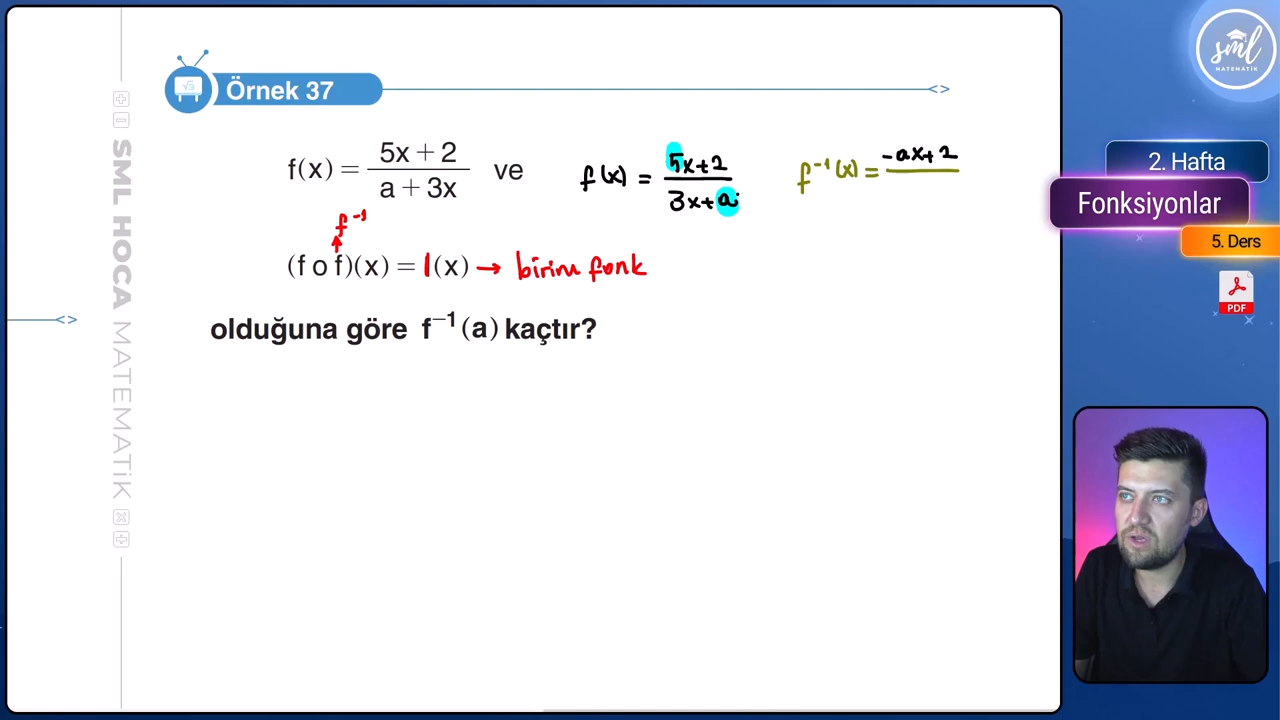 sml
MATEMATİK
Örnek 37
f(x) = 5x + 2 / a + 3x ve
f(x) = 5x+2 / 3x+a
f⁻¹(x) = -ax+2
2. Hafta
Fonksiyonlar
5. Ders
PDF
f⁻¹
(f o f)(x) = I(x) → birim fonk
olduğuna göre f⁻¹(a) kaçtır?
SML HOCA MATEMATİK